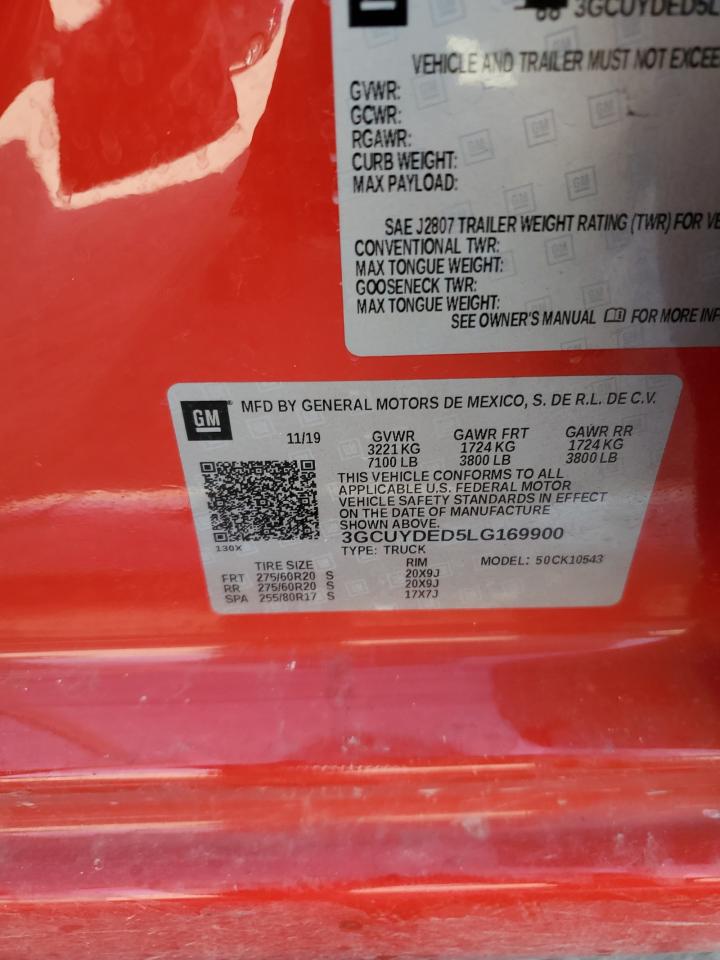 GM
3GCUYDED5L
VEHICLE AND TRAILER MUST NOT EXCEE
GVWR:
GCWR:
RGAWR:
CURB WEIGHT:
MAX PAYLOAD:
SAE J2807 TRAILER WEIGHT RATING (TWR) FOR VE
CONVENTIONAL TWR:
MAX TONGUE WEIGHT:
GOOSENECK TWR:
MAX TONGUE WEIGHT:
SEE OWNER'S MANUAL FOR MORE INF
GM® MFD BY GENERAL MOTORS DE MEXICO, S. DE R.L. DE C.V.
11/19 GVWR GAWR FRT GAWR RR
3221 KG 1724 KG 1724 KG
7100 LB 3800 LB 3800 LB
THIS VEHICLE CONFORMS TO ALL
APPLICABLE U.S. FEDERAL MOTOR
VEHICLE SAFETY STANDARDS IN EFFECT
ON THE DATE OF MANUFACTURE
SHOWN ABOVE.
3GCUYDED5LG169900
130X
TYPE: TRUCK
MODEL: 50CK10543
TIRE SIZE RIM
FRT 275/60R20 S 20X9J
RR 275/60R20 S 20X9J
SPA 255/80R17 S 17X7J